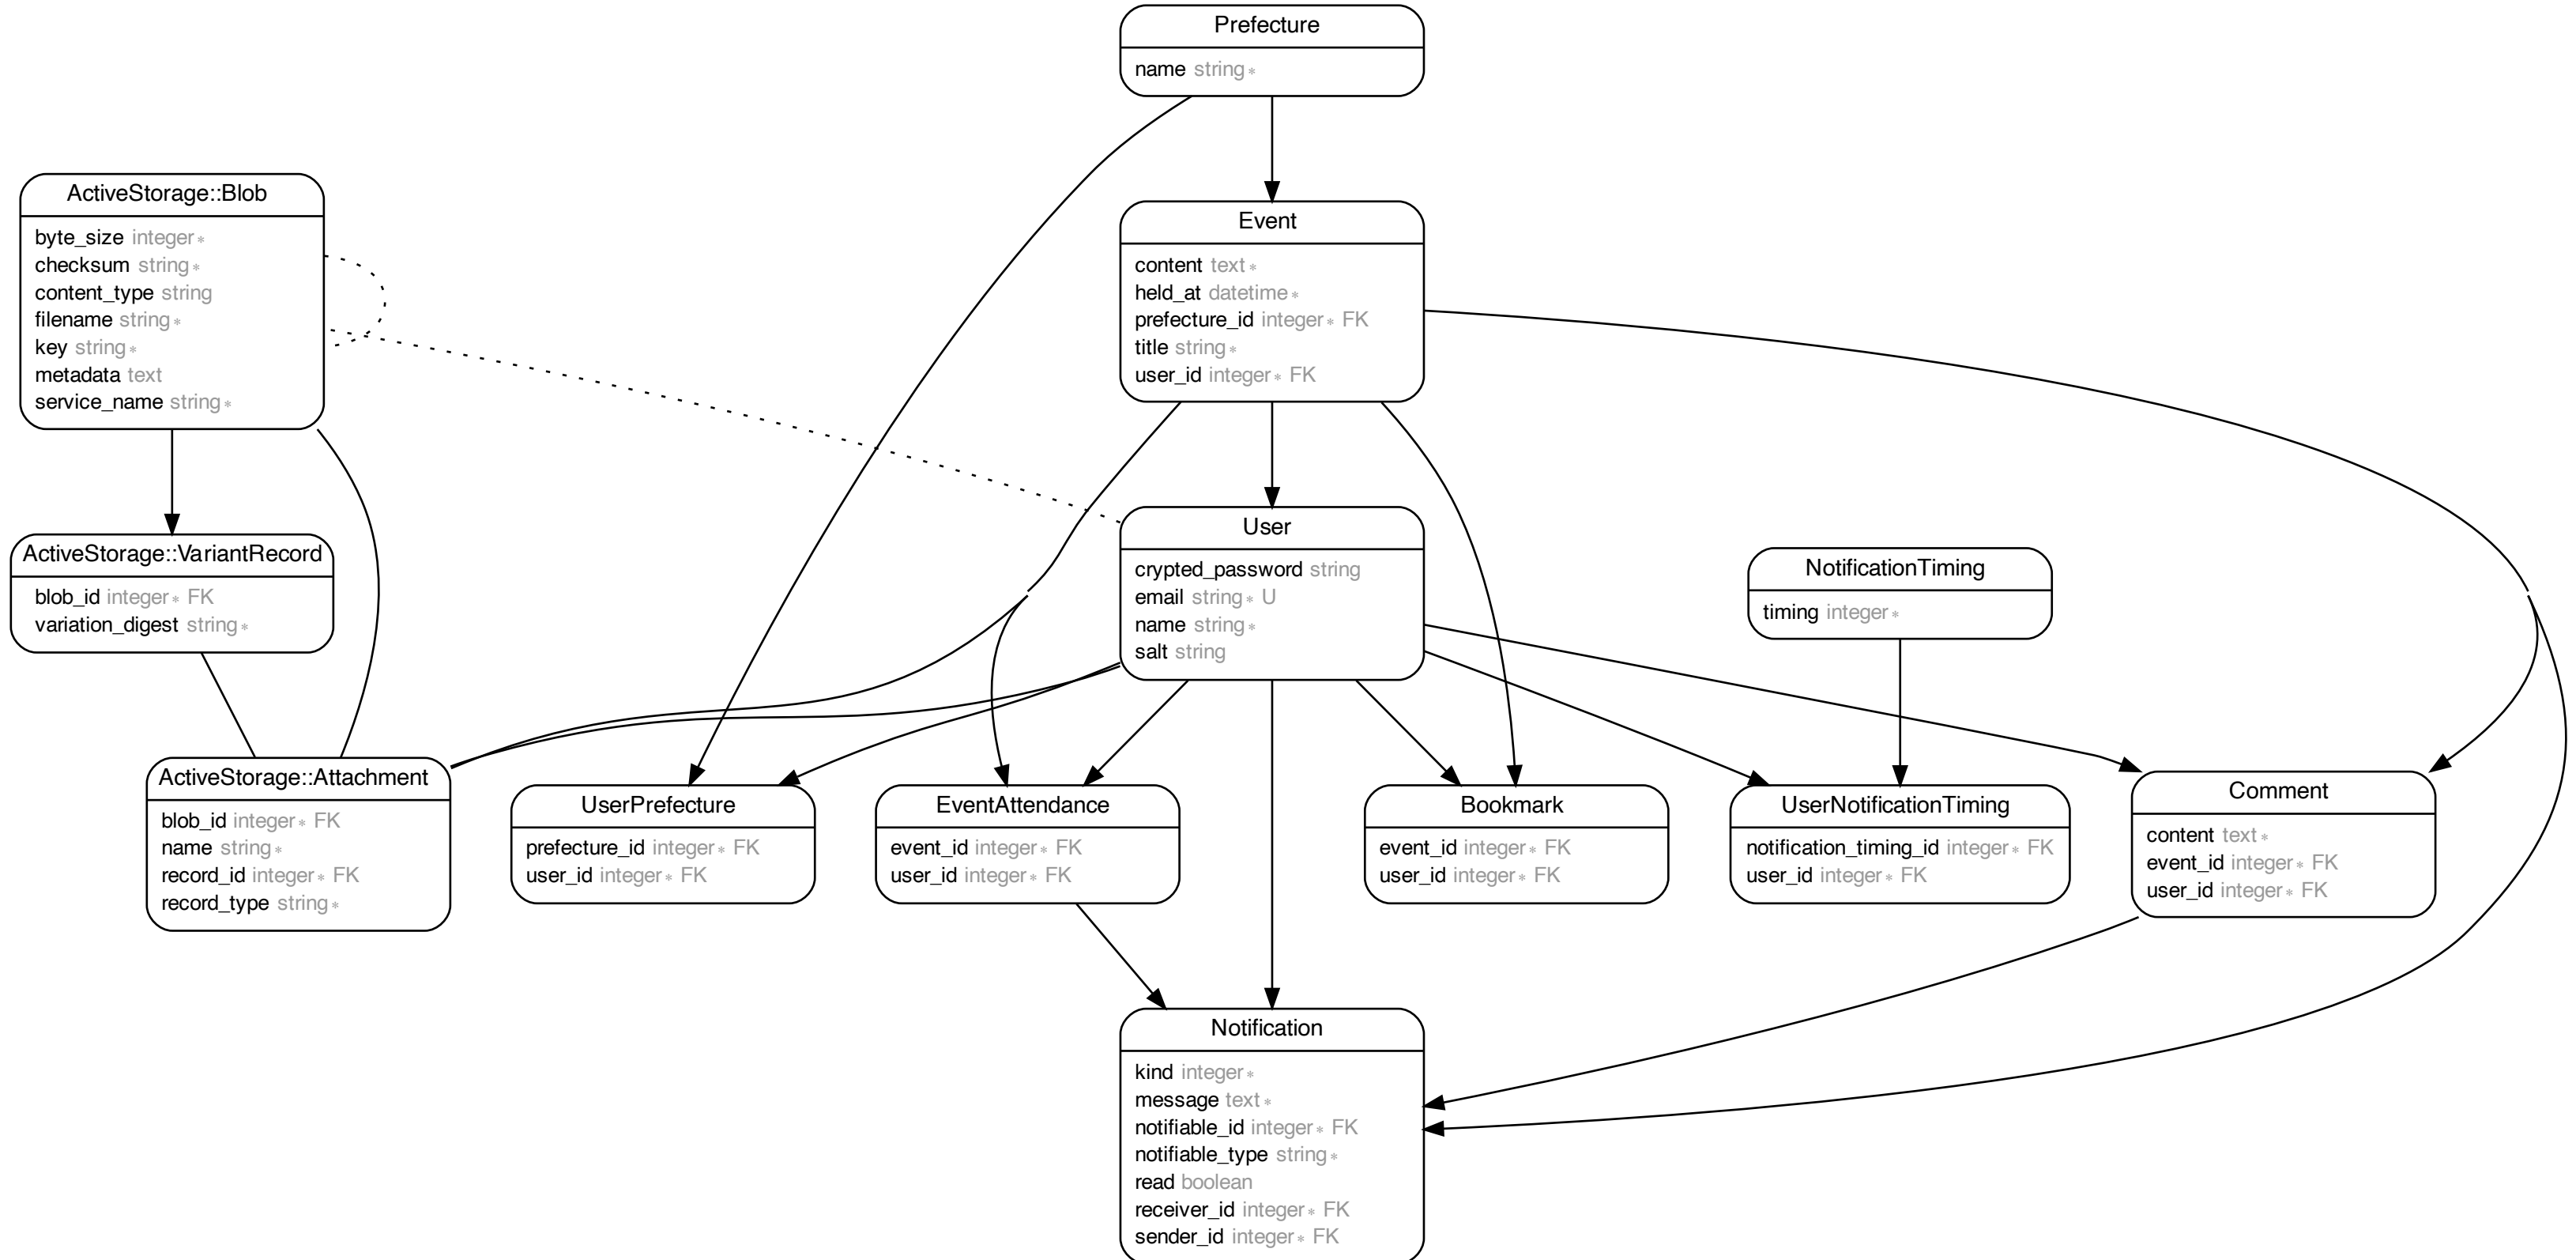 Prefecture
name string *
ActiveStorage::Blob
byte_size integer *
checksum string *
content_type string
filename string *
key string *
metadata text
service_name string *
Event
content text *
held_at datetime *
prefecture_id integer * FK
title string *
user_id integer * FK
ActiveStorage::VariantRecord
blob_id integer * FK
variation_digest string *
User
crypted_password string
email string * U
name string *
salt string
NotificationTiming
timing integer *
ActiveStorage::Attachment
blob_id integer * FK
name string *
record_id integer * FK
record_type string *
UserPrefecture
prefecture_id integer * FK
user_id integer * FK
EventAttendance
event_id integer * FK
user_id integer * FK
Bookmark
event_id integer * FK
user_id integer * FK
UserNotificationTiming
notification_timing_id integer * FK
user_id integer * FK
Comment
content text *
event_id integer * FK
user_id integer * FK
Notification
kind integer *
message text *
notifiable_id integer * FK
notifiable_type string *
read boolean
receiver_id integer * FK
sender_id integer * FK